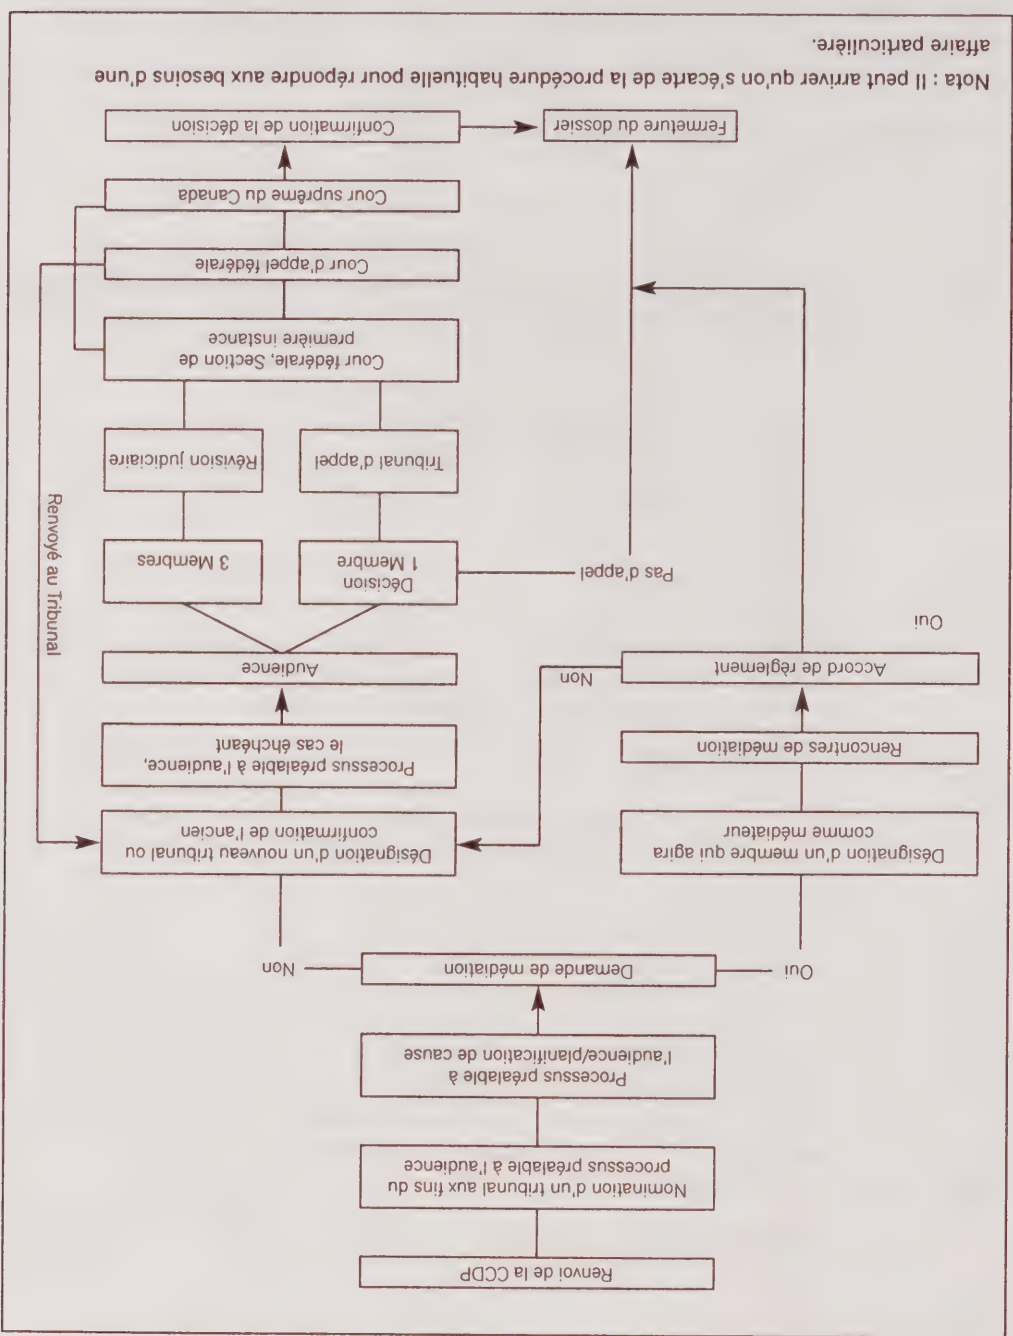 Renvoi de la CCDP
Nomination d'un tribunal aux fins du
processus préalable à l'audience
Processus préalable à
l'audience/planification de cause
Oui
Demande de médiation
Non
Désignation d'un membre qui agira
comme médiateur
Désignation d'un nouveau tribunal ou
confirmation de l'ancien
Rencontres de médiation
Processus préalable à l'audience,
le cas éhchéant
Accord de règlement
Non
Audience
Oui
Renvoyé au Tribunal
Pas d'appel
Décision
1 Membre
3 Membres
Tribunal d'appel
Révision judiciaire
Cour fédérale, Section de
première instance
Cour d'appel fédérale
Cour suprême du Canada
Fermeture du dossier
Confirmation de la décision
Nota : Il peut arriver qu'on s'écarte de la procédure habituelle pour répondre aux besoins d'une
affaire particulière.